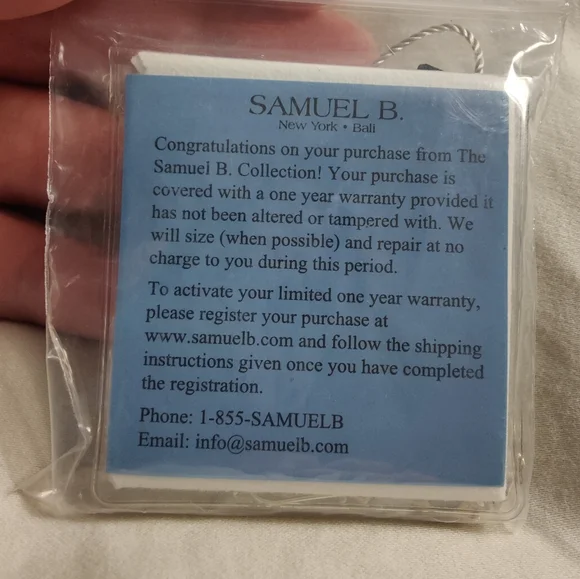 SAMUEL B.
New York • Bali
Congratulations on your purchase from The
Samuel B. Collection! Your purchase is
covered with a one year warranty provided it
has not been altered or tampered with. We
will size (when possible) and repair at no
charge to you during this period.
To activate your limited one year warranty,
please register your purchase at
www.samuelb.com and follow the shipping
instructions given once you have completed
the registration.
Phone: 1-855-SAMUELB
Email: info@samuelb.com